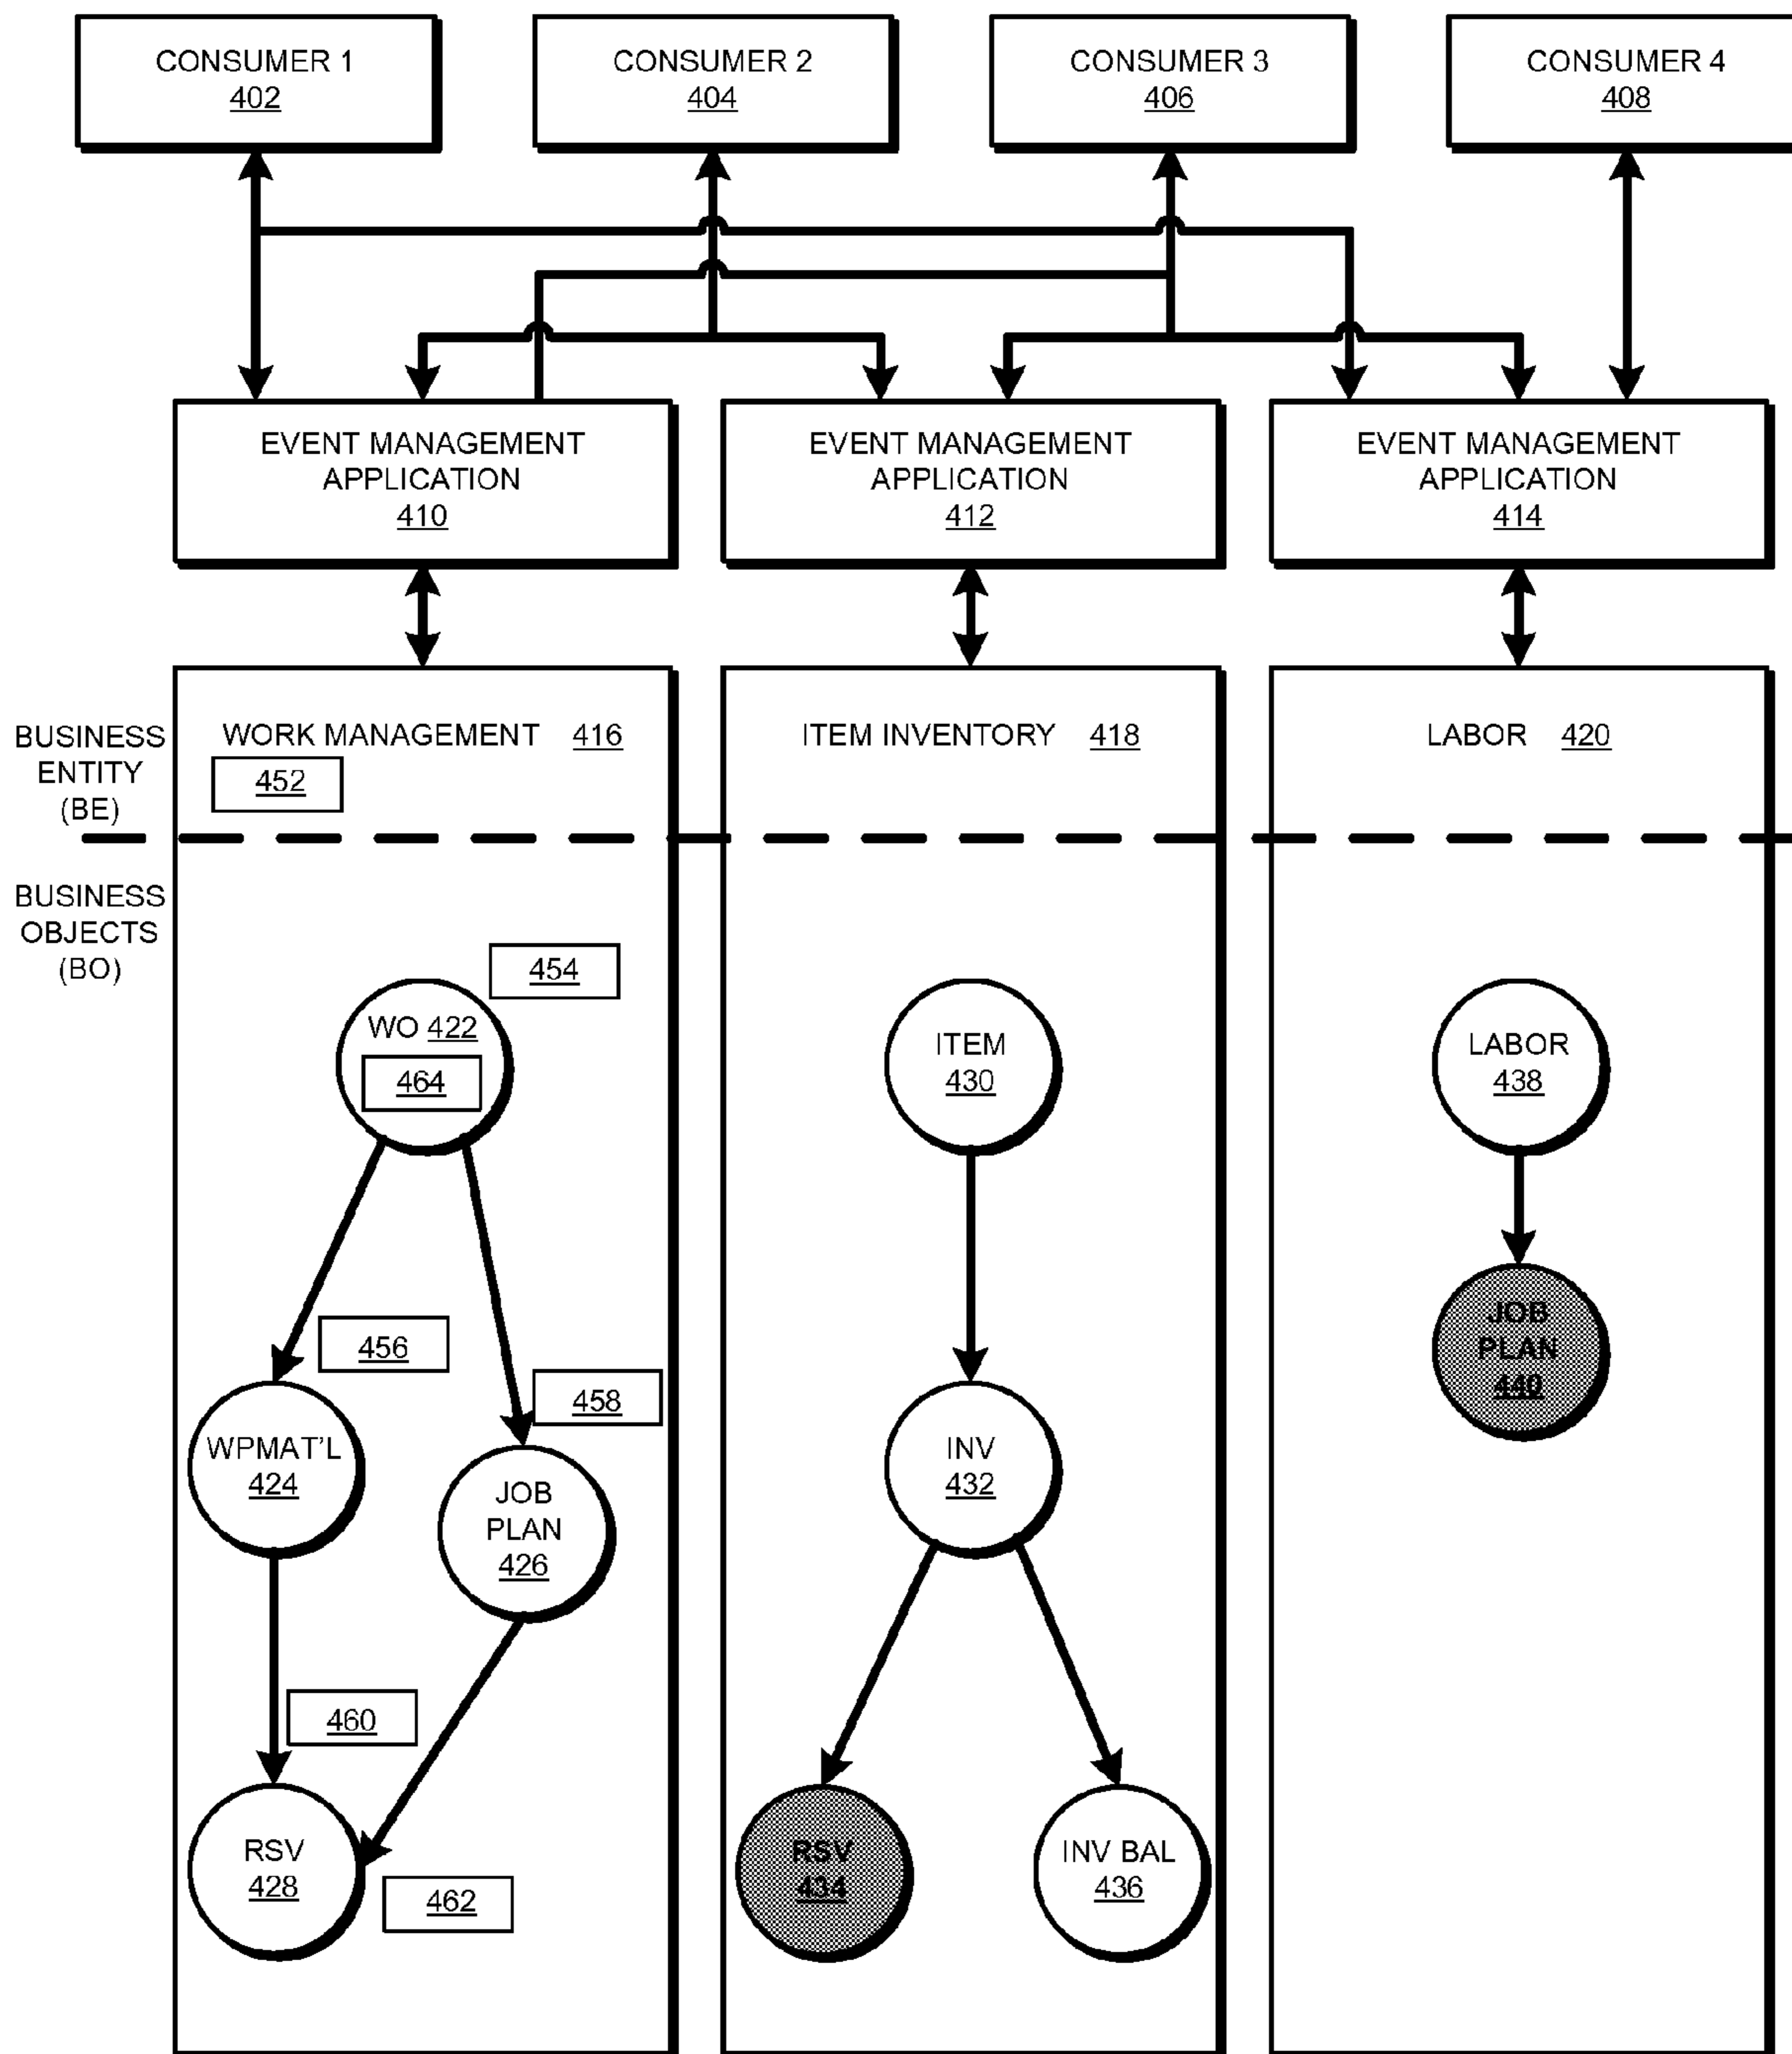 CONSUMER 1
402
CONSUMER 2
404
CONSUMER 3
406
CONSUMER 4
408
EVENT MANAGEMENT
APPLICATION
410
EVENT MANAGEMENT
APPLICATION
412
EVENT MANAGEMENT
APPLICATION
414
BUSINESS
ENTITY
(BE)
WORK MANAGEMENT 416
452
ITEM INVENTORY 418
LABOR 420
BUSINESS
OBJECTS
(BO)
454
WO 422
464
456
458
WPMAT'L
424
JOB
PLAN
426
460
RSV
428
462
ITEM
430
INV
432
RSV
434
INV BAL
436
LABOR
438
JOB
PLAN
440